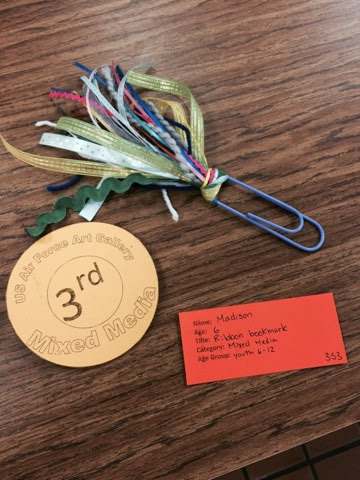 US Air Force Art Gallery
3rd
Mixed Media
Name: Madison
Age: 6
Title: Ribbon bookmark
Category: Mixed Media
Age Group: youth 6-12
353